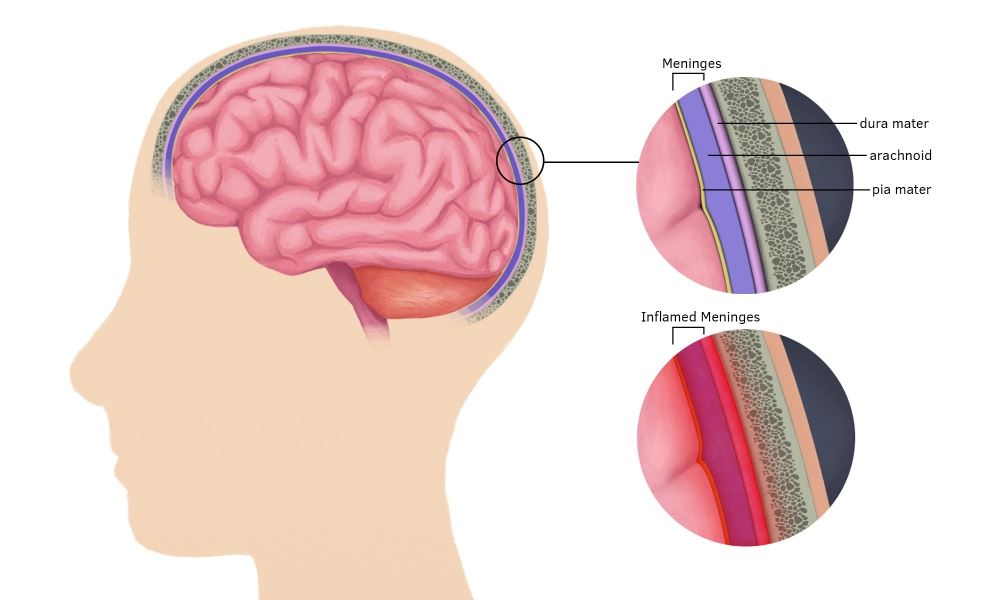 Meninges
dura mater
arachnoid
pia mater
Inflamed Meninges